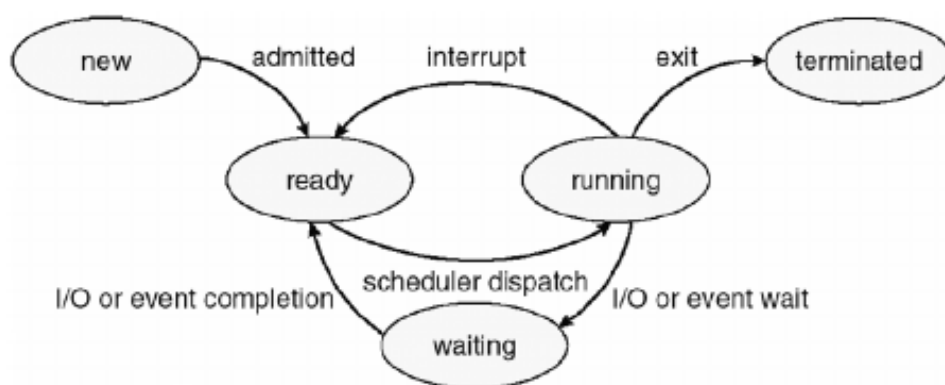 new
admitted
interrupt
exit
terminated
ready
running
I/O or event completion
scheduler dispatch
I/O or event wait
waiting